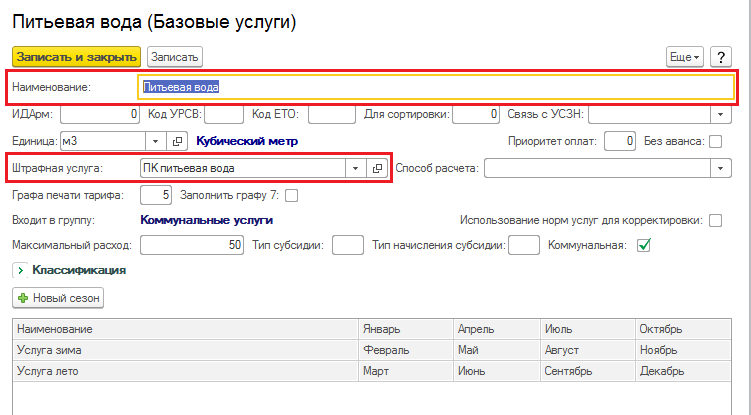 Питьевая вода (Базовые услуги)
Записать и закрыть Записать Еще ?
Наименование: Питьевая вода
ИДАрм: 0 Код УРСВ: Код ЕТО: Для сортировки: 0 Связь с УСЗН:
Единица: м3 Кубический метр Приоритет оплат: 0 Без аванса:
Штрафная услуга: ПК питьевая вода Способ расчета:
Графа печати тарифа: 5 Заполнить графу 7:
Входит в группу: Коммунальные услуги Использование норм услуг для корректировки:
Максимальный расход: 50 Тип субсидии: Тип начисления субсидии: Коммунальная:
Классификация
Новый сезон
Наименование Январь Апрель Июль Октябрь
Услуга зима Февраль Май Август Ноябрь
Услуга лето Март Июнь Сентябрь Декабрь